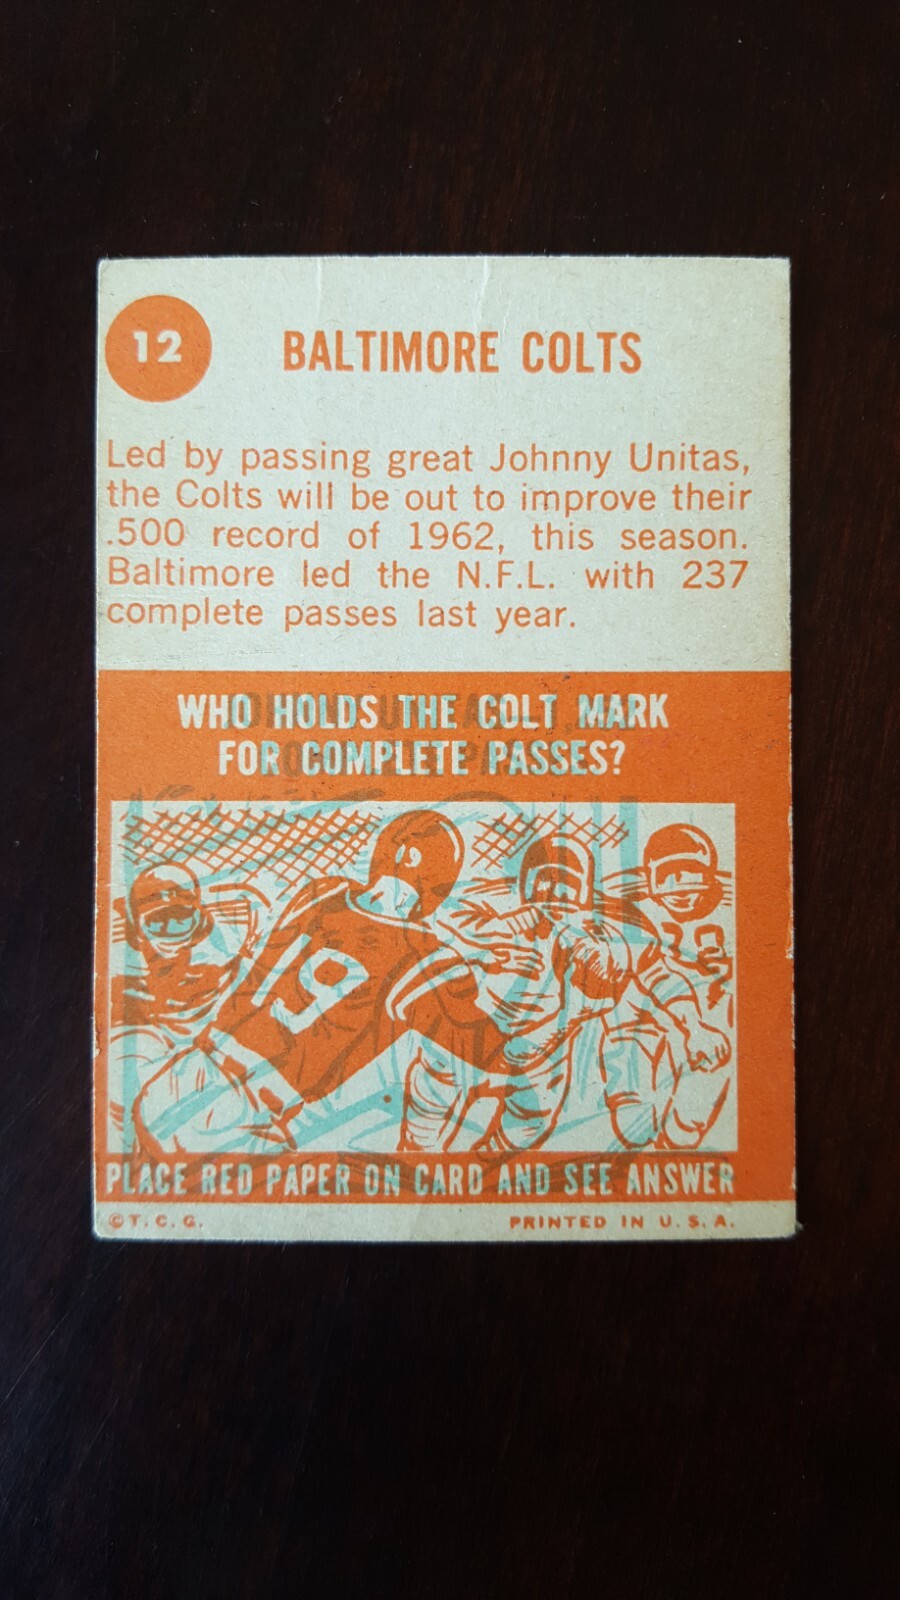 12
BALTIMORE COLTS
Led by passing great Johnny Unitas,
the Colts will be out to improve their
.500 record of 1962, this season.
Baltimore led the N.F.L. with 237
complete passes last year.
WHO HOLDS THE COLT MARK
FOR COMPLETE PASSES?
19
PLACE RED PAPER ON CARD AND SEE ANSWER
© T. C. G.
PRINTED IN U. S. A.